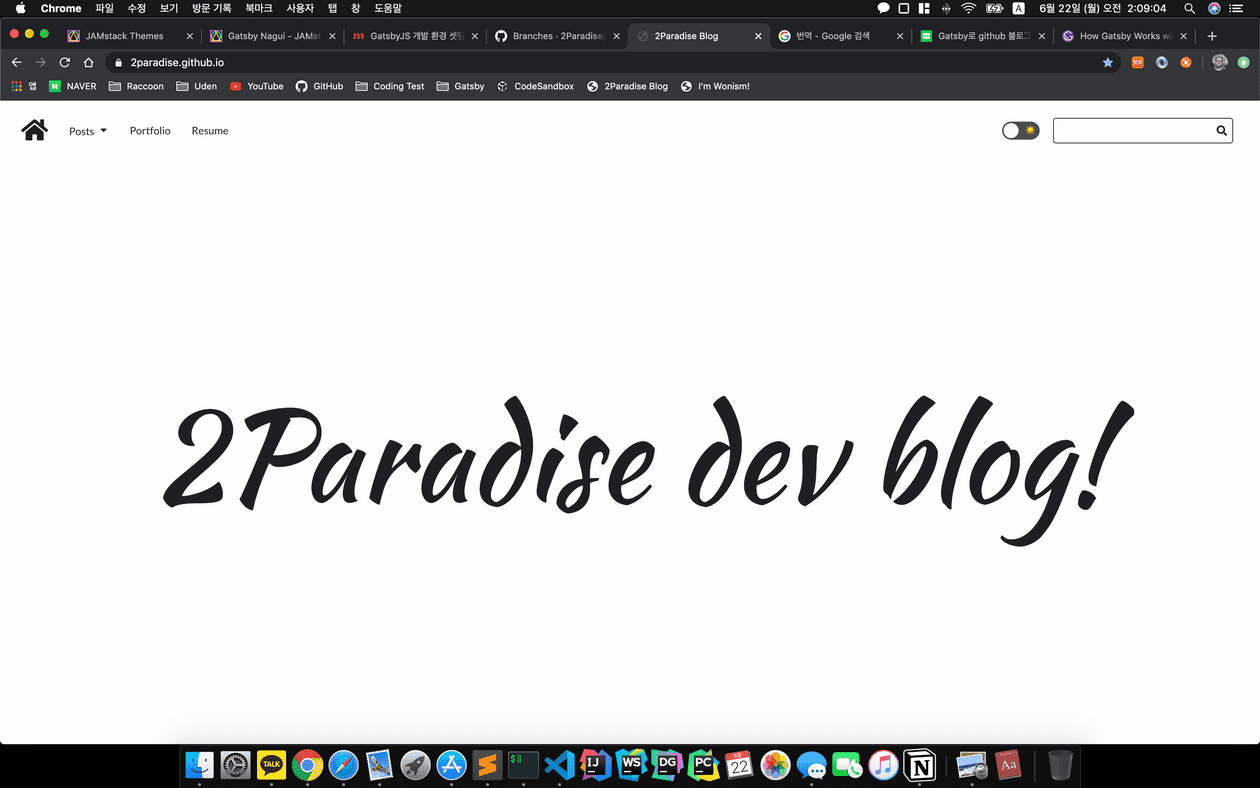 Chrome 파일 수정 보기 방문 기록 북마크 사용자 탭 창 도움말 A 6월 22일 (월) 오전 2:09:04
JAMstack Themes Gatsby Nagui - JAMst GatsbyJS 개발 환경 셋팅 Branches · 2Paradise/ 2Paradise Blog 번역 - Google 검색 Gatsby로 github 블로그 How Gatsby Works wi
2paradise.github.io
앱 NAVER Raccoon Uden YouTube GitHub Coding Test Gatsby CodeSandbox 2Paradise Blog I'm Wonism!
Posts Portfolio Resume
2Paradise dev blog!
TALK $ IJ WS DG PC 22 N Aa